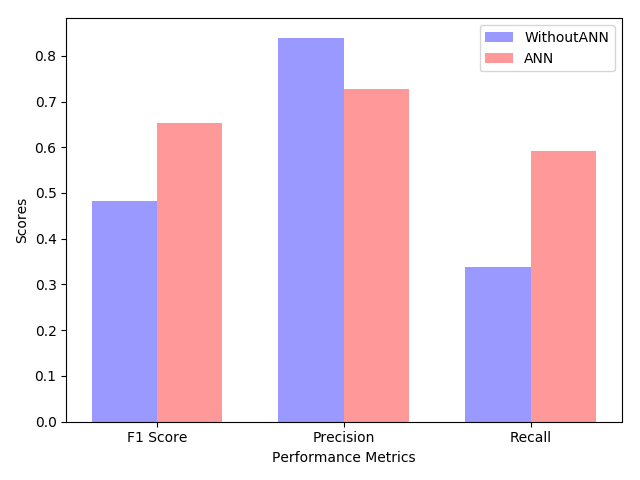 WithoutANN
ANN
Scores
0.8
0.7
0.6
0.5
0.4
0.3
0.2
0.1
0.0
F1 Score
Precision
Recall
Performance Metrics